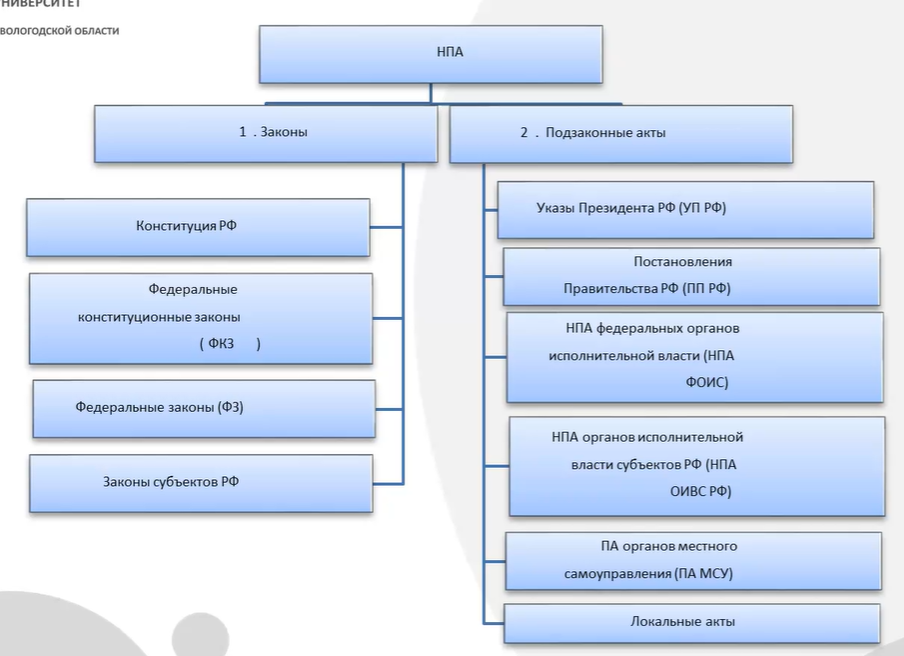 УНИВЕРСИТЕТ
ВОЛОГОДСКОЙ ОБЛАСТИ
НПА
1 . Законы
2 . Подзаконные акты
Конституция РФ
Федеральные
конституционные законы
( ФКЗ )
Федеральные законы (ФЗ)
Законы субъектов РФ
Указы Президента РФ (УП РФ)
Постановления
Правительства РФ (ПП РФ)
НПА федеральных органов
исполнительной власти (НПА
ФОИС)
НПА органов исполнительной
власти субъектов РФ (НПА
ОИВС РФ)
ПА органов местного
самоуправления (ПА МСУ)
Локальные акты